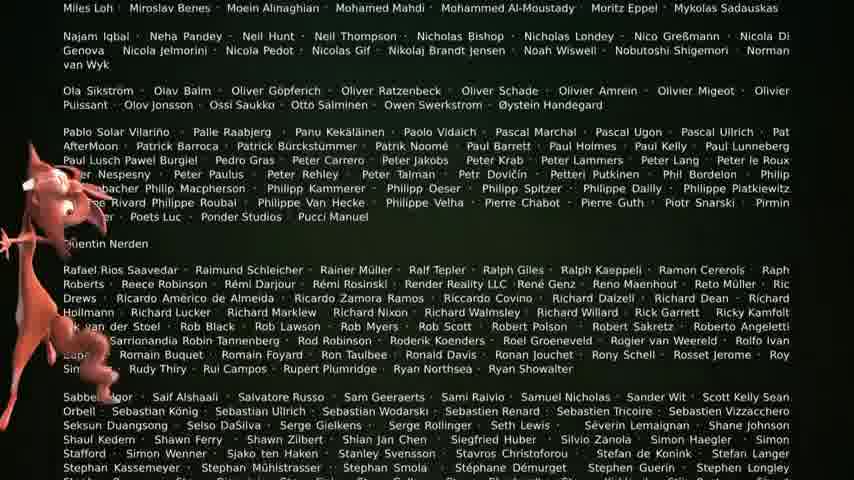 Miles Loh · Miroslav Benes · Moein Alinaghian · Mohamed Mahdi · Mohammed Al-Moustady · Moritz Eppel · Mykolas Sadauskas
Najam Iqbal · Neha Pandey · Neil Hunt · Neil Thompson · Nicholas Bishop · Nicholas Londey · Nico Greßmann · Nicola Di
Genova Nicola Jelmorini · Nicola Pedot · Nicolas Gif · Nikolaj Brandt Jensen · Noah Wiswell · Nobutoshi Shigemori · Norman
van Wyk
Ola Sikström · Olav Balm · Oliver Göpferich · Oliver Ratzenbeck · Oliver Schade · Olivier Amrein · Olivier Migeot · Olivier
Puissant · Olov Jonsson · Ossi Saukko · Otto Salminen · Owen Swerkstrom · Øystein Handegard
Pablo Solar Vilariño · Palle Raabjerg · Panu Kekäläinen · Paolo Vidaich · Pascal Marchal · Pascal Ugon · Pascal Ullrich · Pat
AfterMoon · Patrick Barroca · Patrick Bürckstümmer · Patrik Noomé · Paul Barrett · Paul Holmes · Paul Kelly · Paul Lunneberg
Paul Lusch Pawel Burgiel · Pedro Gras · Peter Carrero · Peter Jakobs Peter Krab · Peter Lammers · Peter Lang · Peter le Roux
Nespesny · Peter Paulus · Peter Rehley · Peter Talman · Petr Dovičín · Petteri Putkinen · Phil Bordelon · Philip
Philip Macpherson · Philipp Kammerer · Philipp Oeser · Philipp Spitzer · Philippe Dailly · Philippe Platkiewitz
Rivard Philippe Roubal · Philippe Van Hecke · Philippe Velha · Pierre Chabot · Pierre Guth · Piotr Snarski · Pirmin
· Poets Luc · Ponder Studios · Pucci Manuel
Quentin Nerden
Rafael Rios Saavedar · Raimund Schleicher · Rainer Müller · Ralf Tepler · Ralph Giles · Ralph Kaeppeli · Ramon Cererols · Raph
Roberts · Reece Robinson · Rémi Darjour · Rémi Rosinski · Render Reality LLC René Genz · Reno Maenhout · Reto Müller · Ric
Drews · Ricardo Américo de Almeida · Ricardo Zamora Ramos · Riccardo Covino · Richard Dalzell · Richard Dean · Richard
Hollmann · Richard Lucker · Richard Marklew · Richard Nixon · Richard Walmsley · Richard Willard · Rick Garrett · Ricky Kamfolt
van der Stoel · Rob Black · Rob Lawson · Rob Myers · Rob Scott · Robert Polson · Robert Sakretz · Roberto Angeletti
Sarrionandia Robin Tannenberg · Rod Robinson · Roderik Koenders · Roel Groeneveld · Rogier van Weereld · Rolfo Ivan
· Romain Buquet · Romain Foyard · Ron Taulbee · Ronald Davis · Ronan Jouchet · Rony Schell · Rosset Jerome · Roy
· Rudy Thiry · Rui Campos · Rupert Plumridge · Ryan Northsea · Ryan Showalter
· Saif Alshaali · Salvatore Russo · Sam Geeraerts · Sami Raivio · Samuel Nicholas · Sander Wit · Scott Kelly Sean
Orbell · Sebastian König · Sebastian Ullrich · Sebastian Wodarski · Sebastien Renard · Sebastien Tricoire · Sebastien Vizzacchero
Seksun Duangsong · Selso DaSilva · Serge Gielkens · Serge Rollinger · Seth Lewis · Séverin Lemaignan · Shane Johnson
Shaul Kedem · Shawn Ferry · Shawn Zilbert · Shian Jan Chen · Siegfried Huber · Silvio Zanola · Simon Haegler · Simon
Stafford · Simon Wenner · Sjako ten Haken · Stanley Svensson · Stavros Christoforou · Stefan de Konink · Stefan Langer
Stephan Kassemeyer · Stephan Mühlstrasser · Stephan Smola · Stéphane Démurget · Stephen Guerin · Stephen Longley